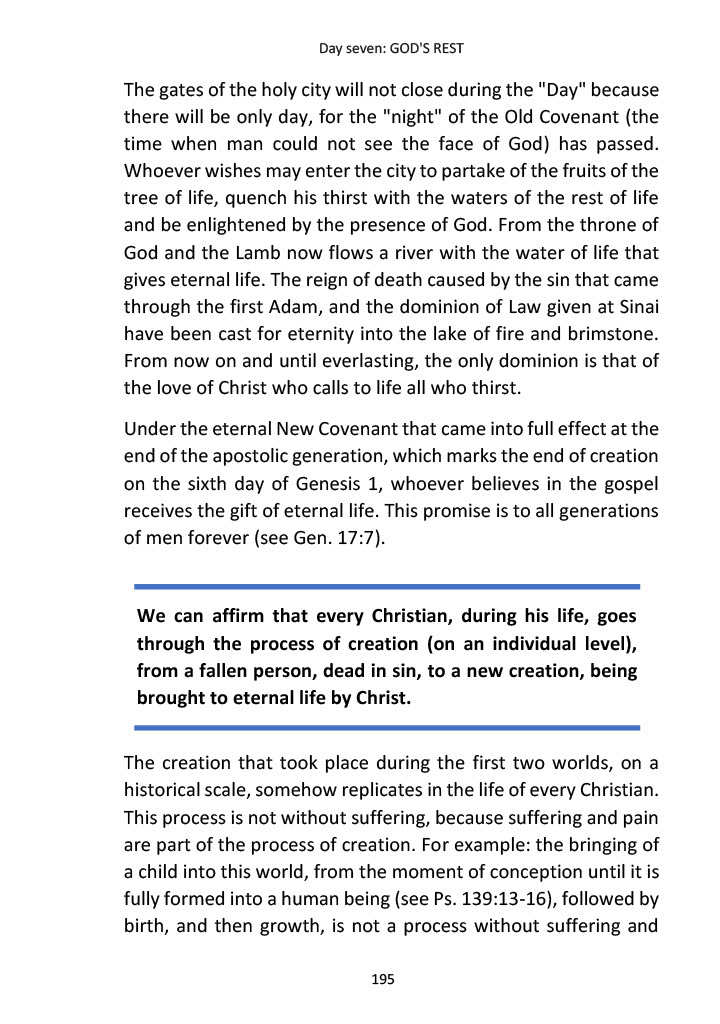 Day seven: GOD'S REST
The gates of the holy city will not close during the "Day" because
there will be only day, for the "night" of the Old Covenant (the
time when man could not see the face of God) has passed.
Whoever wishes may enter the city to partake of the fruits of the
tree of life, quench his thirst with the waters of the rest of life
and be enlightened by the presence of God. From the throne of
God and the Lamb now flows a river with the water of life that
gives eternal life. The reign of death caused by the sin that came
through the first Adam, and the dominion of Law given at Sinai
have been cast for eternity into the lake of fire and brimstone.
From now on and until everlasting, the only dominion is that of
the love of Christ who calls to life all who thirst.
Under the eternal New Covenant that came into full effect at the
end of the apostolic generation, which marks the end of creation
on the sixth day of Genesis 1, whoever believes in the gospel
receives the gift of eternal life. This promise is to all generations
of men forever (see Gen. 17:7).
We can affirm that every Christian, during his life, goes
through the process of creation (on an individual level),
from a fallen person, dead in sin, to a new creation, being
brought to eternal life by Christ.
The creation that took place during the first two worlds, on a
historical scale, somehow replicates in the life of every Christian.
This process is not without suffering, because suffering and pain
are part of the process of creation. For example: the bringing of
a child into this world, from the moment of conception until it is
fully formed into a human being (see Ps. 139:13-16), followed by
birth, and then growth, is not a process without suffering and
195